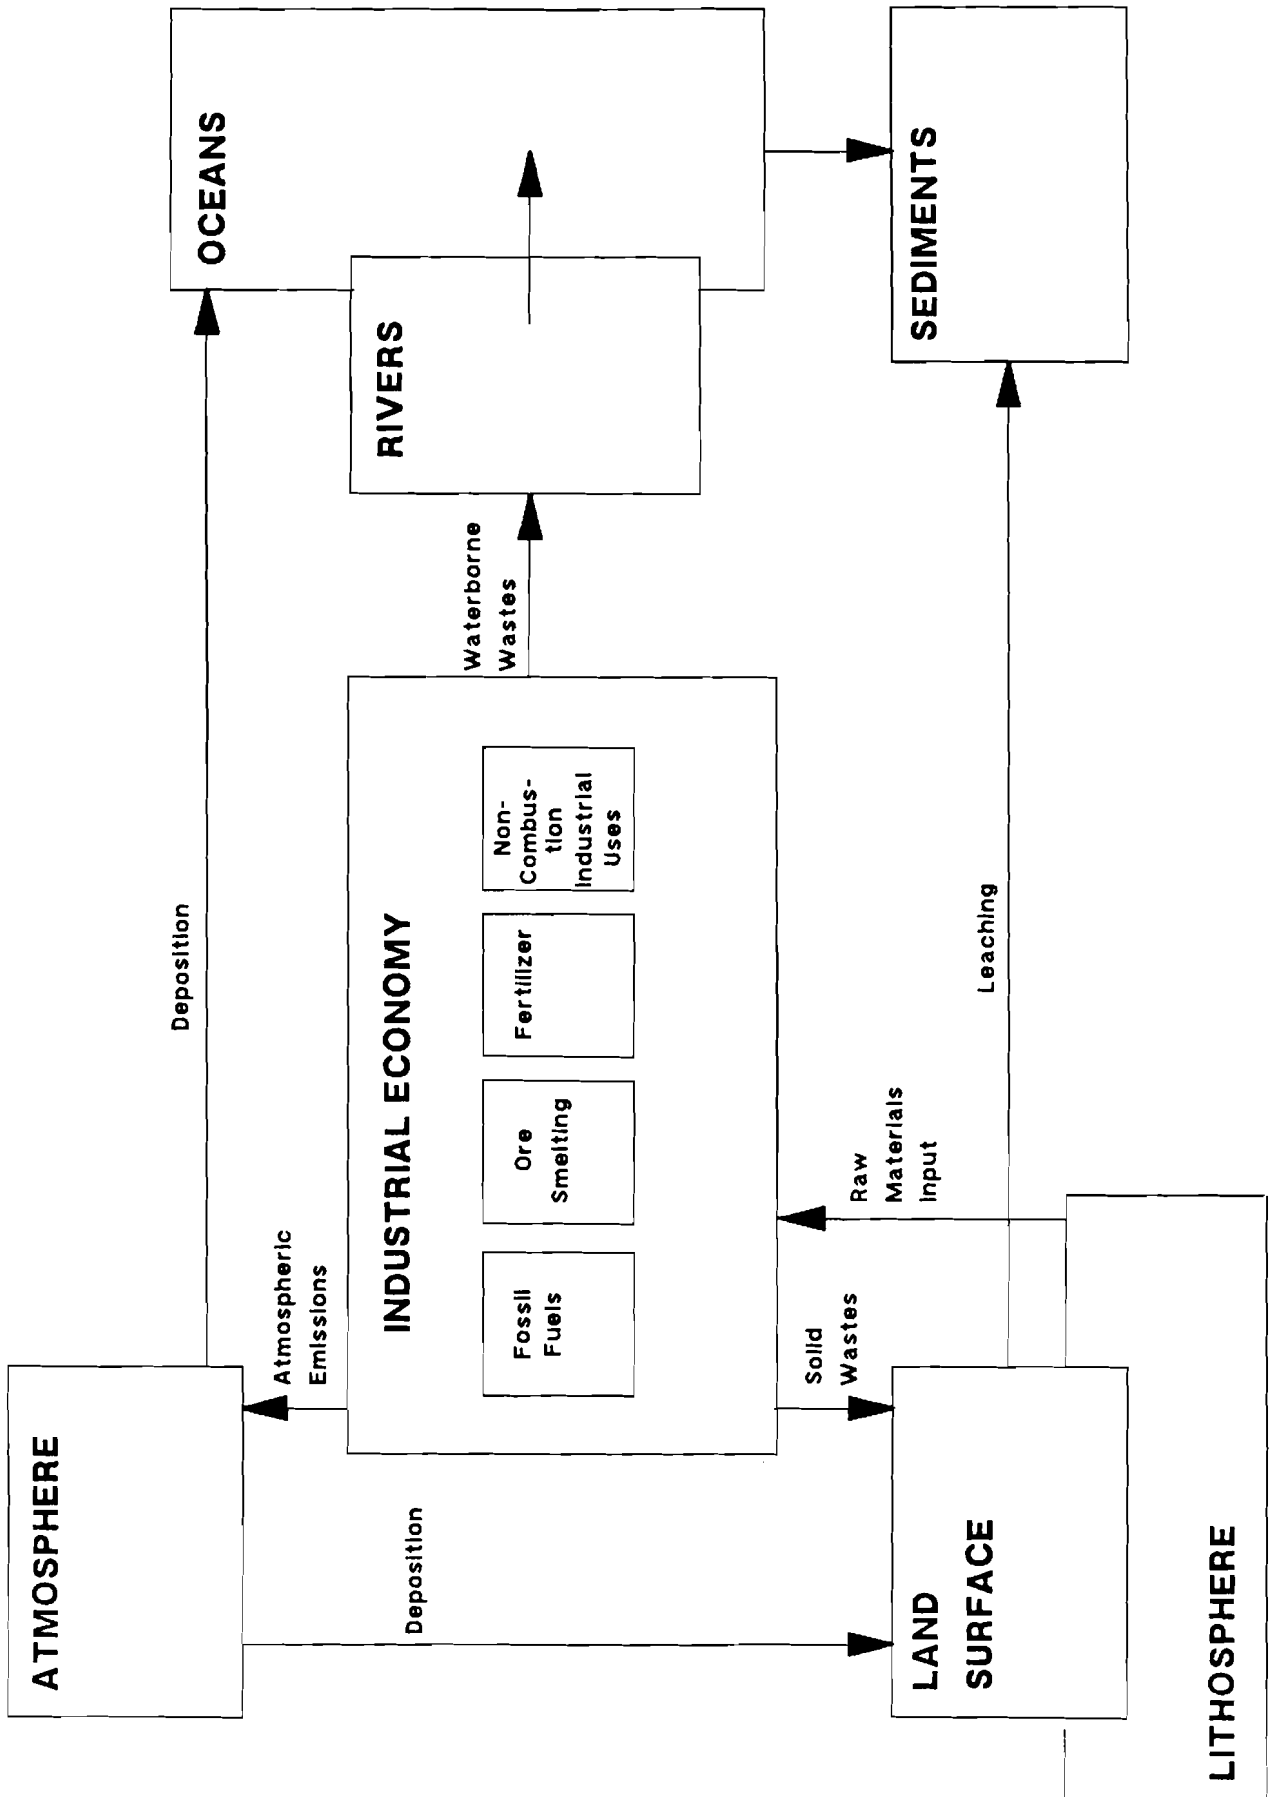 ATMOSPHERE
Deposition
OCEANS
Atmospheric
Emissions
Deposition
INDUSTRIAL ECONOMY
Fossil
Fuels
Ore
Smelting
Fertilizer
Non-
Combus-
tion
Industrial
Uses
Waterborne
Wastes
RIVERS
Solid
Wastes
Raw
Materials
Input
LAND
SURFACE
Leaching
SEDIMENTS
LITHOSPHERE